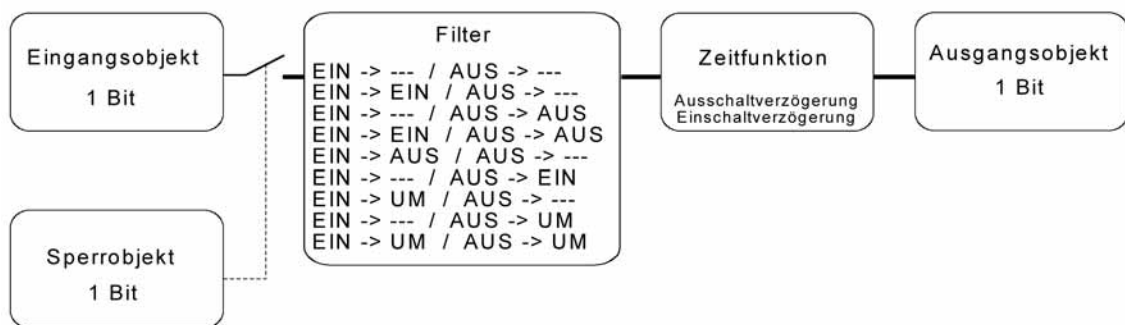 Eingangsobjekt
1 Bit
Sperrobjekt
1 Bit
Filter
EIN -> --- / AUS -> ---
EIN -> EIN / AUS -> ---
EIN -> --- / AUS -> AUS
EIN -> EIN / AUS -> AUS
EIN -> AUS / AUS -> ---
EIN -> --- / AUS -> EIN
EIN -> UM / AUS -> ---
EIN -> --- / AUS -> UM
EIN -> UM / AUS -> UM
Zeitfunktion
Ausschaltverzögerung
Einschaltverzögerung
Ausgangsobjekt
1 Bit